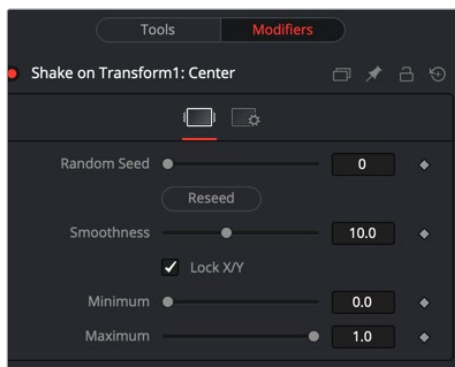 Tools Modifiers
Shake on Transform1: Center
Random Seed 0
Reseed
Smoothness 10.0
Lock X/Y
Minimum 0.0
Maximum 1.0